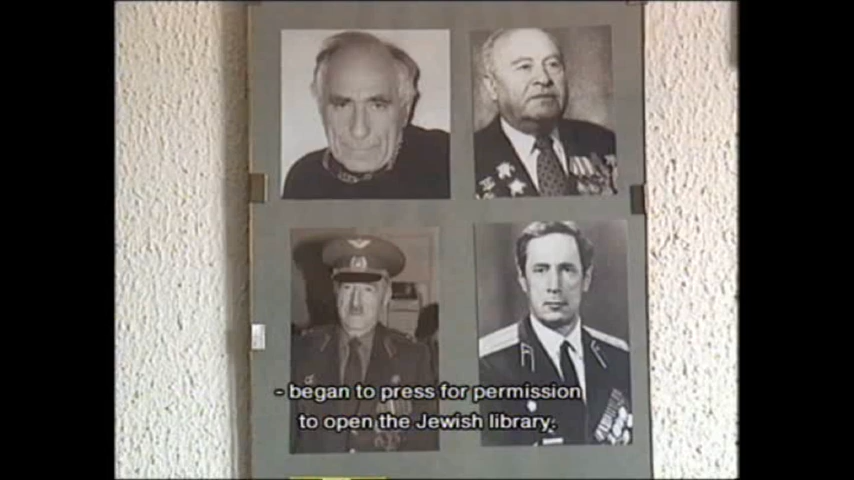 - began to press for permission
to open the Jewish library.